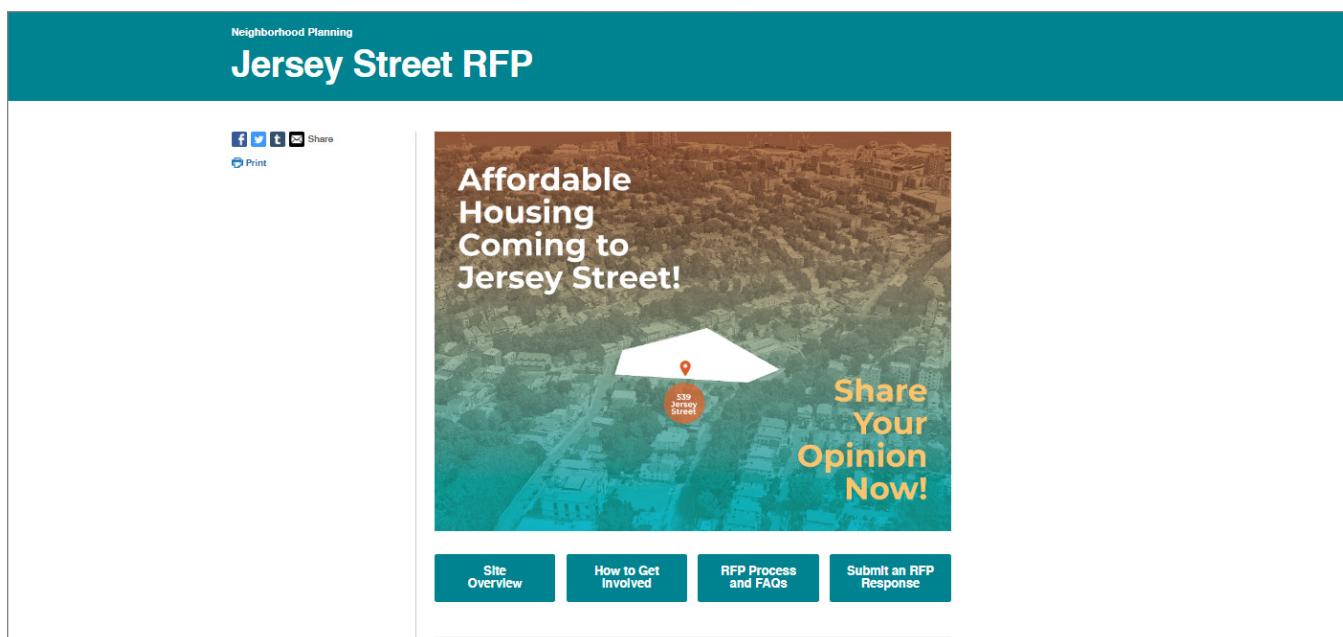 Neighborhood Planning
Jersey Street RFP
Share
Print
Affordable
Housing
Coming to
Jersey Street!
539
Jersey
Street
Share
Your
Opinion
Now!
Site
Overview
How to Get
Involved
RFP Process
and FAQs
Submit an RFP
Response